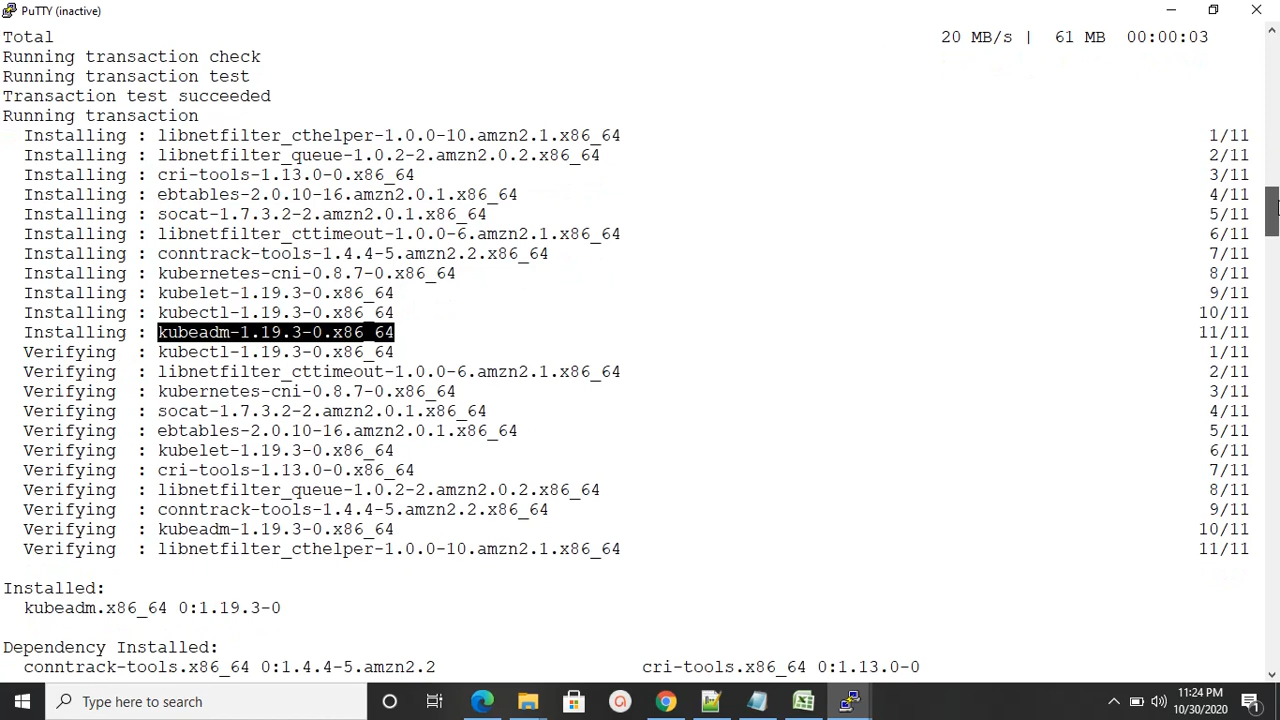 PuTTY (inactive)
Total 20 MB/s | 61 MB 00:00:03
Running transaction check
Running transaction test
Transaction test succeeded
Running transaction
Installing : libnetfilter_cthelper-1.0.0-10.amzn2.1.x86_64 1/11
Installing : libnetfilter_queue-1.0.2-2.amzn2.0.2.x86_64 2/11
Installing : cri-tools-1.13.0-0.x86_64 3/11
Installing : ebtables-2.0.10-16.amzn2.0.1.x86_64 4/11
Installing : socat-1.7.3.2-2.amzn2.0.1.x86_64 5/11
Installing : libnetfilter_cttimeout-1.0.0-6.amzn2.1.x86_64 6/11
Installing : conntrack-tools-1.4.4-5.amzn2.2.x86_64 7/11
Installing : kubernetes-cni-0.8.7-0.x86_64 8/11
Installing : kubelet-1.19.3-0.x86_64 9/11
Installing : kubectl-1.19.3-0.x86_64 10/11
Installing : kubeadm-1.19.3-0.x86_64 11/11
Verifying : kubectl-1.19.3-0.x86_64 1/11
Verifying : libnetfilter_cttimeout-1.0.0-6.amzn2.1.x86_64 2/11
Verifying : kubernetes-cni-0.8.7-0.x86_64 3/11
Verifying : socat-1.7.3.2-2.amzn2.0.1.x86_64 4/11
Verifying : ebtables-2.0.10-16.amzn2.0.1.x86_64 5/11
Verifying : kubelet-1.19.3-0.x86_64 6/11
Verifying : cri-tools-1.13.0-0.x86_64 7/11
Verifying : libnetfilter_queue-1.0.2-2.amzn2.0.2.x86_64 8/11
Verifying : conntrack-tools-1.4.4-5.amzn2.2.x86_64 9/11
Verifying : kubeadm-1.19.3-0.x86_64 10/11
Verifying : libnetfilter_cthelper-1.0.0-10.amzn2.1.x86_64 11/11
Installed:
kubeadm.x86_64 0:1.19.3-0
Dependency Installed:
conntrack-tools.x86_64 0:1.4.4-5.amzn2.2 cri-tools.x86_64 0:1.13.0-0
Type here to search
11:24 PM
10/30/2020
1